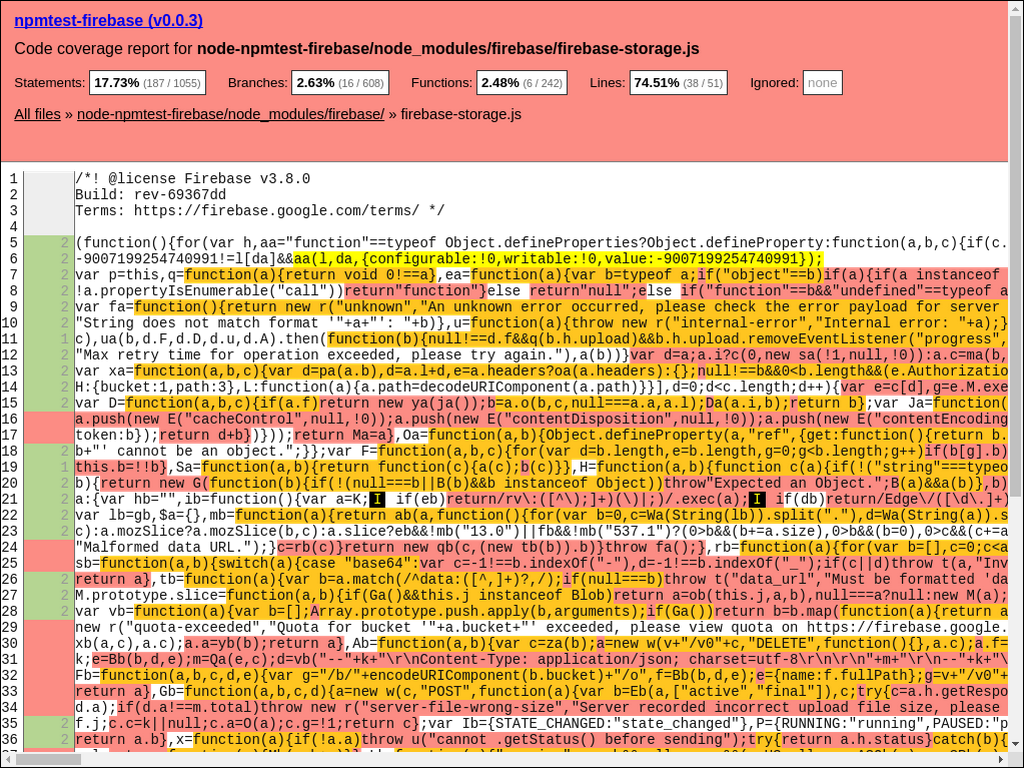 npmtest-firebase (v0.0.3)
Code coverage report for node-npmtest-firebase/node_modules/firebase/firebase-storage.js
Statements: 17.73% (187 / 1055) Branches: 2.63% (16 / 608) Functions: 2.48% (6 / 242) Lines: 74.51% (38 / 51) Ignored: none
All files » node-npmtest-firebase/node_modules/firebase/ » firebase-storage.js
1 /*! @license Firebase v3.8.0
2 Build: rev-69367dd
3 Terms: https://firebase.google.com/terms/ */
4
5 2 (function(){for(var h,aa="function"==typeof Object.defineProperties?Object.defineProperty:function(a,b,c){if(c.
6 2 -9007199254740991!=l[da]&&aa(l,da,{configurable:!0,writable:!0,value:-9007199254740991});
7 2 var p=this,q=function(a){return void 0!==a},ea=function(a){var b=typeof a;if("object"==b)if(a){if(a instanceof
8 2 !a.propertyIsEnumerable("call"))return"function"}else return"null";else if("function"==b&&"undefined"==typeof a
9 2 var fa=function(){return new r("unknown","An unknown error occurred, please check the error payload for server
10 2 "String does not match format '"+a+"': "+b)},u=function(a){throw new r("internal-error","Internal error: "+a);}
11 1 c),ua(b,d.F,d.D,d.u,d.A).then(function(b){null!==d.f&&q(b.h.upload)&&b.h.upload.removeEventListener("progress",
12 2 "Max retry time for operation exceeded, please try again."),a(b))}var d=a;a.i?c(0,new sa(!1,null,!0)):a.c=ma(b,
13 2 var xa=function(a,b,c){var d=pa(a.b),d=a.l+d,e=a.headers?oa(a.headers):{};null!==b&&0<b.length&&(e.Authorizatio
14 2 H:{bucket:1,path:3},L:function(a){a.path=decodeURIComponent(a.path)}}],d=0;d<c.length;d++){var e=c[d],g=e.M.exe
15 2 var D=function(a,b,c){if(a.f)return new ya(ja());b=a.o(b,c,null===a.a,a.l);Da(a.i,b);return b};var Ja=function(
16 a.push(new E("cacheControl",null,!0));a.push(new E("contentDisposition",null,!0));a.push(new E("contentEncoding
17 token:b});return d+b})}));return Ma=a},Oa=function(a,b){Object.defineProperty(a,"ref",{get:function(){return b.
18 2 b+"' cannot be an object.";}};var F=function(a,b,c){for(var d=b.length,e=b.length,g=0;g<b.length;g++)if(b[g].b)
19 1 this.b=!!b},Sa=function(a,b){return function(c){a(c);b(c)}},H=function(a,b){function c(a){if(!("string"===typeo
20 2 b){return new G(function(b){if(!(null===b||B(b)&&b instanceof Object))throw"Expected an Object.";B(a)&&a(b)},b)
21 2 a:{var hb="",ib=function(){var a=K;I if(eb)return/rv\:([^\);]+)(\)|;)/.exec(a);I if(db)return/Edge\/([\d\.]+)
22 2 var lb=gb,$a={},mb=function(a){return ab(a,function(){for(var b=0,c=Wa(String(lb)).split("."),d=Wa(String(a)).s
23 2 c):a.mozSlice?a.mozSlice(b,c):a.slice?eb&&!mb("13.0")||fb&&!mb("537.1")?(0>b&&(b+=a.size),0>b&&(b=0),0>c&&(c+=a
24 "Malformed data URL.");}c=rb(c)}return new qb(c,(new tb(b)).b)}throw fa();},rb=function(a){for(var b=[],c=0;c<a
25 sb=function(a,b){switch(a){case "base64":var c=-1!==b.indexOf("-"),d=-1!==b.indexOf("_");if(c||d)throw t(a,"Inv
26 2 return a},tb=function(a){var b=a.match(/^data:([^,]+)?,/);if(null===b)throw t("data_url","Must be formatted 'da
27 2 M.prototype.slice=function(a,b){if(Ga()&&this.j instanceof Blob)return a=ob(this.j,a,b),null===a?null:new M(a);
28 2 var vb=function(a){var b=[];Array.prototype.push.apply(b,arguments);if(Ga())return b=b.map(function(a){return a
29 new r("quota-exceeded","Quota for bucket '"+a.bucket+"' exceeded, please view quota on https://firebase.google.
30 xb(a,c),a.c);a.a=yb(b);return a},Ab=function(a,b){var c=za(b);a=new w(v+"/v0"+c,"DELETE",function(){},a.c);a.f=
31 k;e=Bb(b,d,e);m=Qa(e,c);d=vb("--"+k+"\r\nContent-Type: application/json; charset=utf-8\r\n\r\n"+m+"\r\n--"+k+"\
32 Fb=function(a,b,c,d,e){var g="/b/"+encodeURIComponent(b.bucket)+"/o",f=Bb(b,d,e);e={name:f.fullPath};g=v+"/v0"+
33 return a},Gb=function(a,b,c,d){a=new w(c,"POST",function(a){var b=Eb(a,["active","final"]),c;try{c=a.h.getRespo
34 d.a);if(d.a!==m.total)throw new r("server-file-wrong-size","Server recorded incorrect upload file size, please
35 2 f.j;c.c=k||null;c.a=O(a);c.g=!1;return c};var Ib={STATE_CHANGED:"state_changed"},P={RUNNING:"running",PAUSED:"p
36 2 return a.b},x=function(a){if(!a.a)throw u("cannot .getStatus() before sending");try{return a.h.status}catch(b){